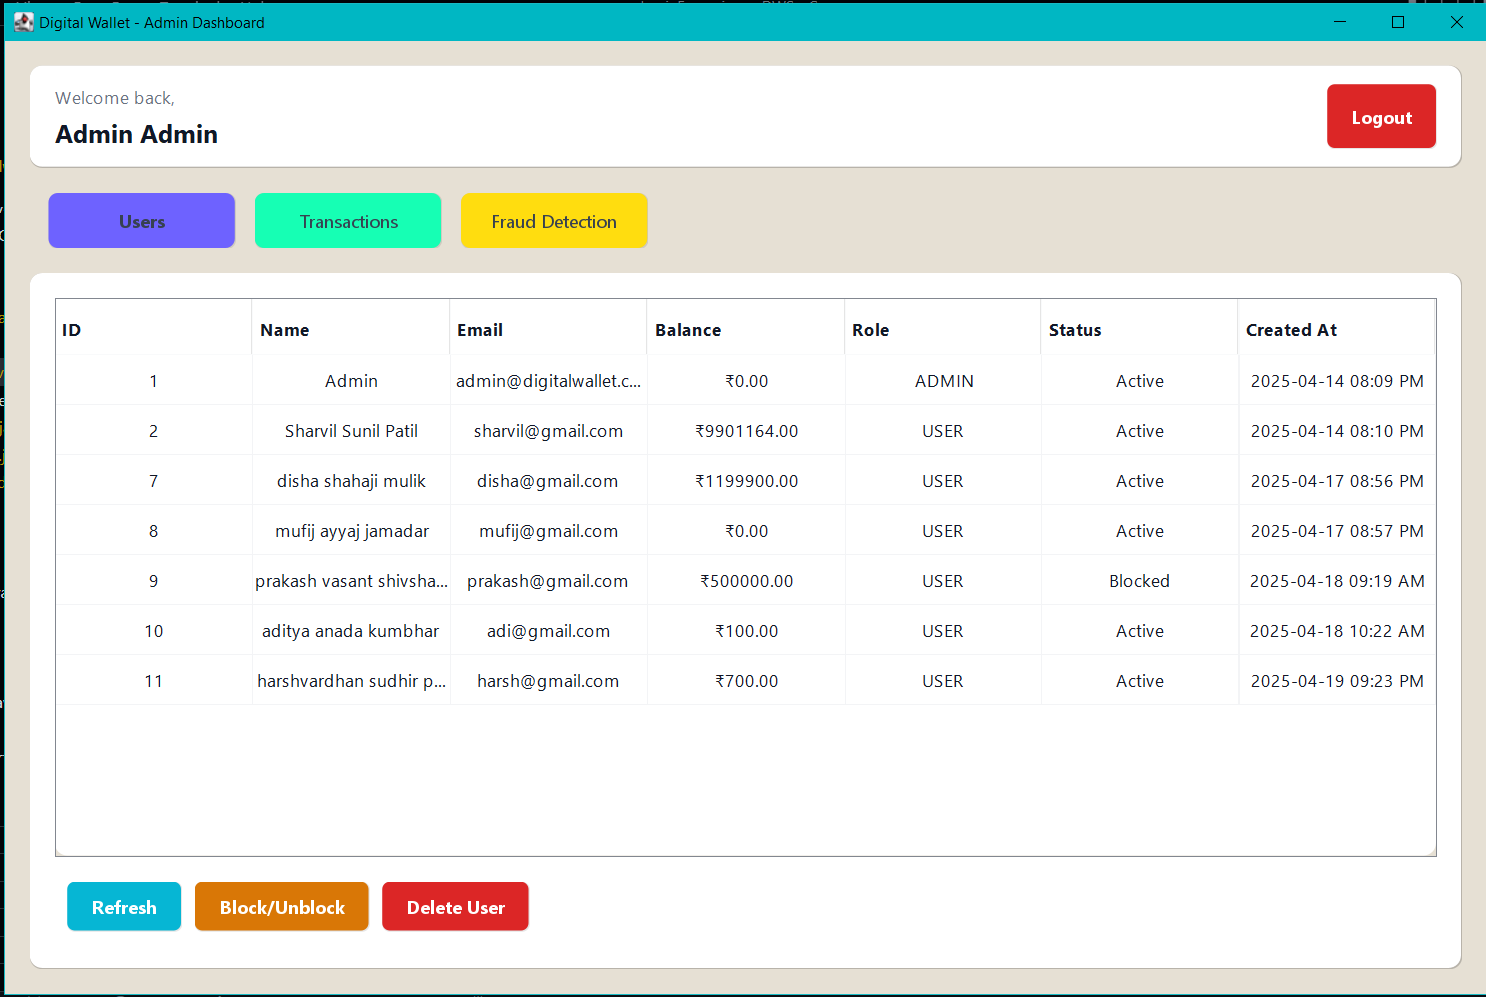 Digital Wallet - Admin Dashboard
Welcome back,
Admin Admin
Logout
Users Transactions Fraud Detection
ID Name Email Balance Role Status Created At
1 Admin admin@digitalwallet.c... ₹0.00 ADMIN Active 2025-04-14 08:09 PM
2 Sharvil Sunil Patil sharvil@gmail.com ₹9901164.00 USER Active 2025-04-14 08:10 PM
7 disha shahaji mulik disha@gmail.com ₹1199900.00 USER Active 2025-04-17 08:56 PM
8 mufij ayyaj jamadar mufij@gmail.com ₹0.00 USER Active 2025-04-17 08:57 PM
9 prakash vasant shivsha... prakash@gmail.com ₹500000.00 USER Blocked 2025-04-18 09:19 AM
10 aditya anada kumbhar adi@gmail.com ₹100.00 USER Active 2025-04-18 10:22 AM
11 harshvardhan sudhir p... harsh@gmail.com ₹700.00 USER Active 2025-04-19 09:23 PM
Refresh Block/Unblock Delete User